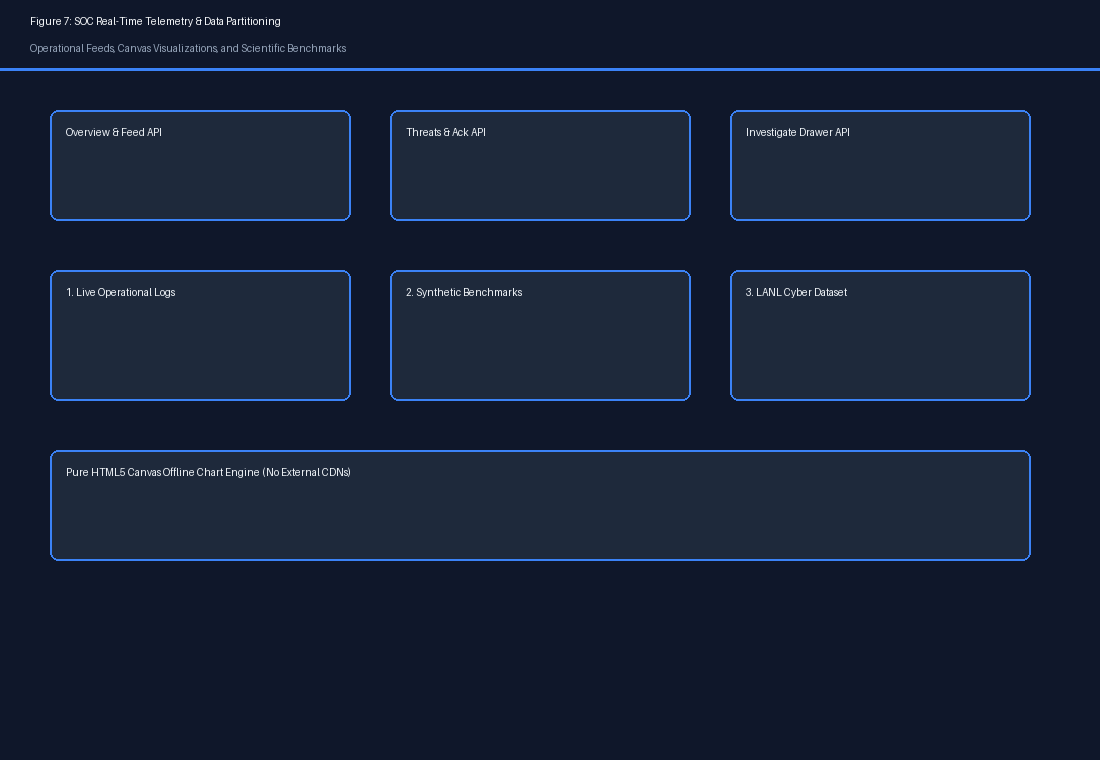 Figure 7: SOC Real-Time Telemetry & Data Partitioning
Operational Feeds, Canvas Visualizations, and Scientific Benchmarks
Overview & Feed API
Threats & Ack API
Investigate Drawer API
1. Live Operational Logs
2. Synthetic Benchmarks
3. LANL Cyber Dataset
Pure HTML5 Canvas Offline Chart Engine (No External CDNs)